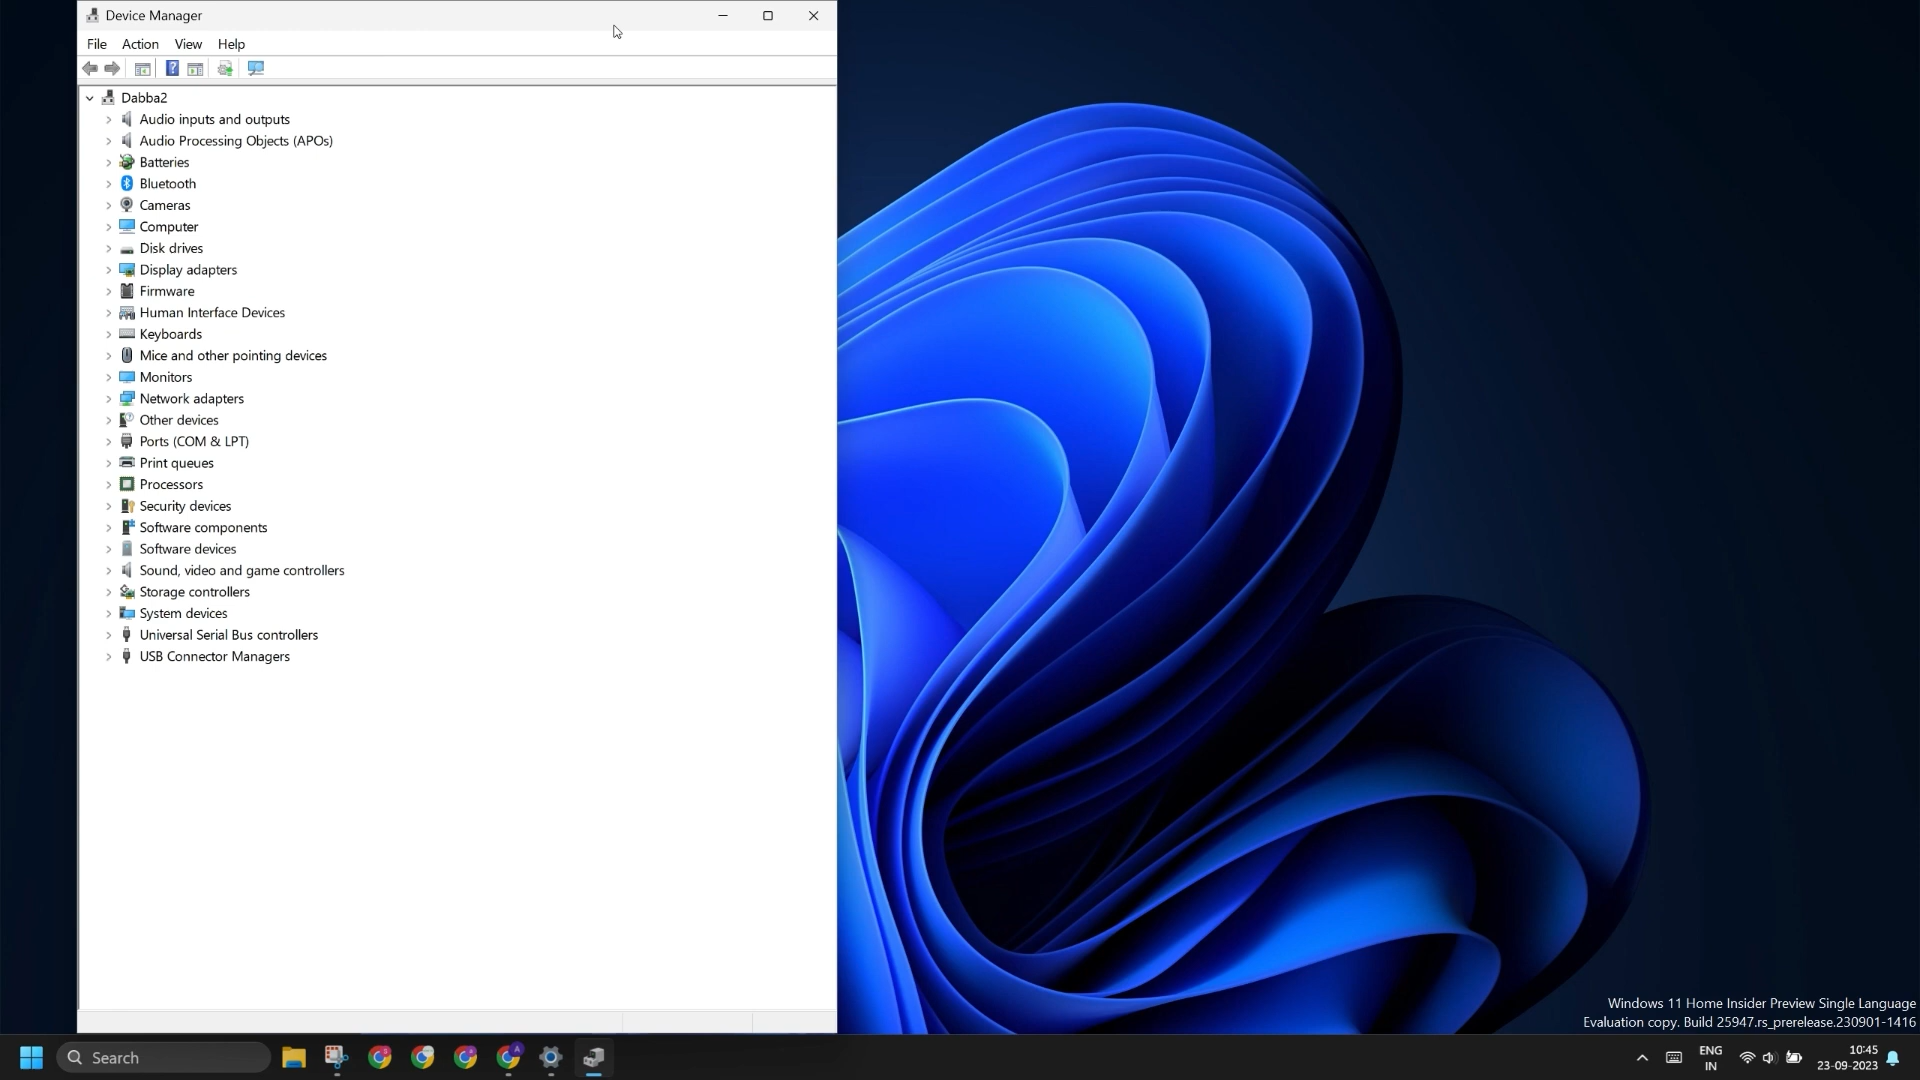 Device Manager
File Action View Help
Dabba2
Audio inputs and outputs
Audio Processing Objects (APOs)
Batteries
Bluetooth
Cameras
Computer
Disk drives
Display adapters
Firmware
Human Interface Devices
Keyboards
Mice and other pointing devices
Monitors
Network adapters
Other devices
Ports (COM & LPT)
Print queues
Processors
Security devices
Software components
Software devices
Sound, video and game controllers
Storage controllers
System devices
Universal Serial Bus controllers
USB Connector Managers
Windows 11 Home Insider Preview Single Language
Evaluation copy. Build 25947.rs_prerelease.230901-1416
Search
ENG
IN
10:45
23-09-2023